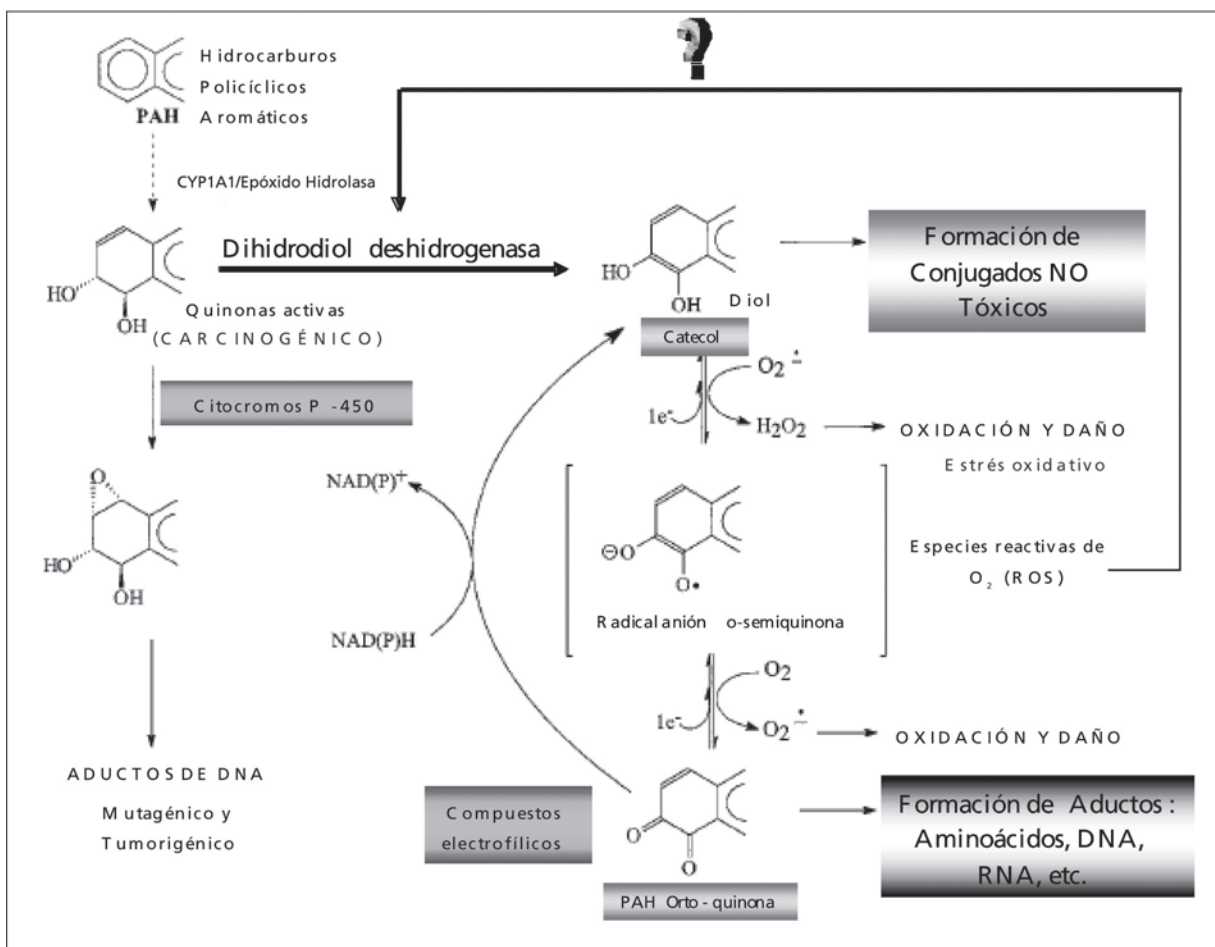 Hidrocarburos
Policíclicos
PAH Aromáticos
CYP1A1/Epóxido Hidrolasa
Dihidrodiol deshidrogenasa
HO
OH
Quinonas activas
(CARCINOGÉNICO)
HO
OH
Diol
Catecol
Formación de
Conjugados NO
Tóxicos
Citocromos P -450
O
HO
OH
ADUCTOS DE DNA
Mutagénico y
Tumorigénico
NAD(P)+
NAD(P)H
O2 •−
1e-
H2O2
OXIDACIÓN Y DAÑO
Estrés oxidativo
⊖O
O•
Radical anión o-semiquinona
Especies reactivas de
O2 (ROS)
O2
1e-
O2 •−
OXIDACIÓN Y DAÑO
Compuestos
electrofílicos
O
O
PAH Orto - quinona
Formación de Aductos :
Aminoácidos, DNA,
RNA, etc.
?